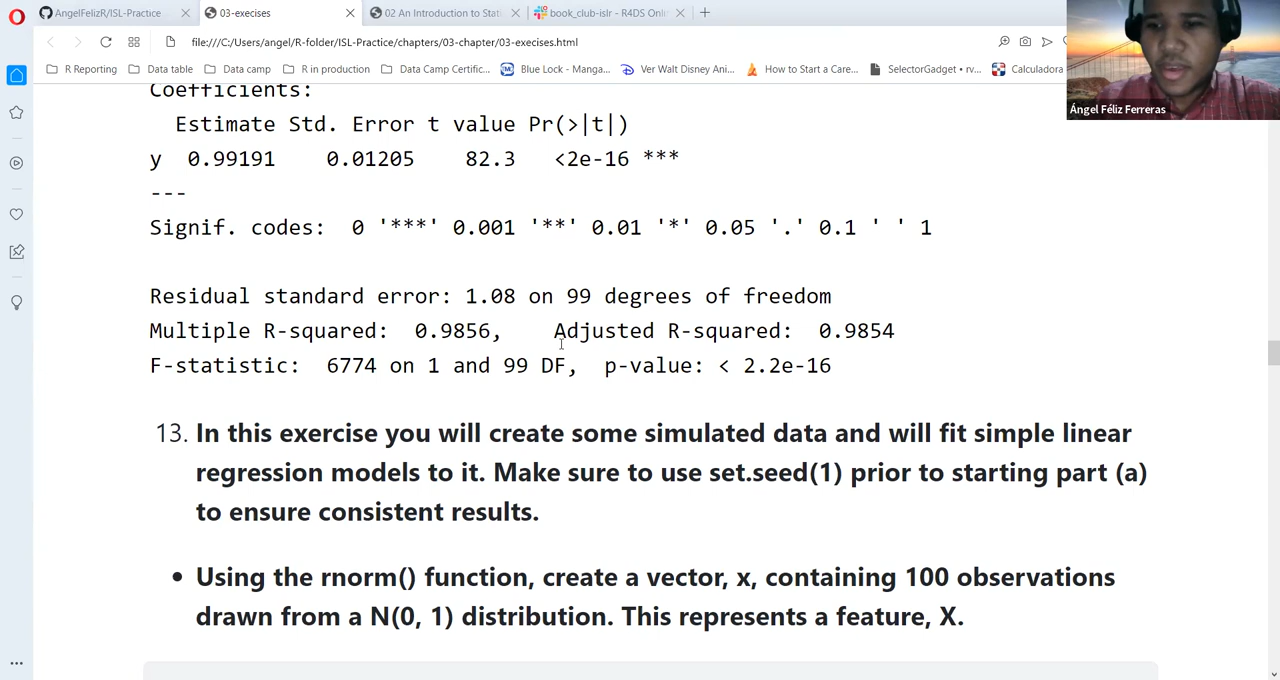 AngelFelizR/ISL-Practice
03-execises
02 An Introduction to Stati
book_club-islr - R4DS Onli
file:///C:/Users/angel/R-folder/ISL-Practice/chapters/03-chapter/03-execises.html
R Reporting
Data table
Data camp
R in production
Data Camp Certific...
Blue Lock - Manga...
Ver Walt Disney Ani...
How to Start a Care...
SelectorGadget • rv...
Calculadora
Ángel Féliz Ferreras
Coefficients:
Estimate Std. Error t value Pr(>|t|)
y 0.99191 0.01205 82.3 <2e-16 ***
---
Signif. codes: 0 '***' 0.001 '**' 0.01 '*' 0.05 '.' 0.1 ' ' 1
Residual standard error: 1.08 on 99 degrees of freedom
Multiple R-squared: 0.9856, Adjusted R-squared: 0.9854
F-statistic: 6774 on 1 and 99 DF, p-value: < 2.2e-16
13. In this exercise you will create some simulated data and will fit simple linear
regression models to it. Make sure to use set.seed(1) prior to starting part (a)
to ensure consistent results.
• Using the rnorm() function, create a vector, x, containing 100 observations
drawn from a N(0, 1) distribution. This represents a feature, X.